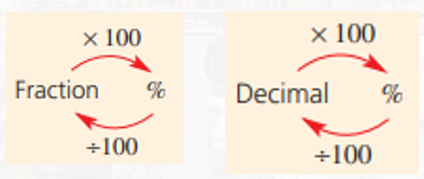 × 100
Fraction %
÷100
× 100
Decimal %
÷100